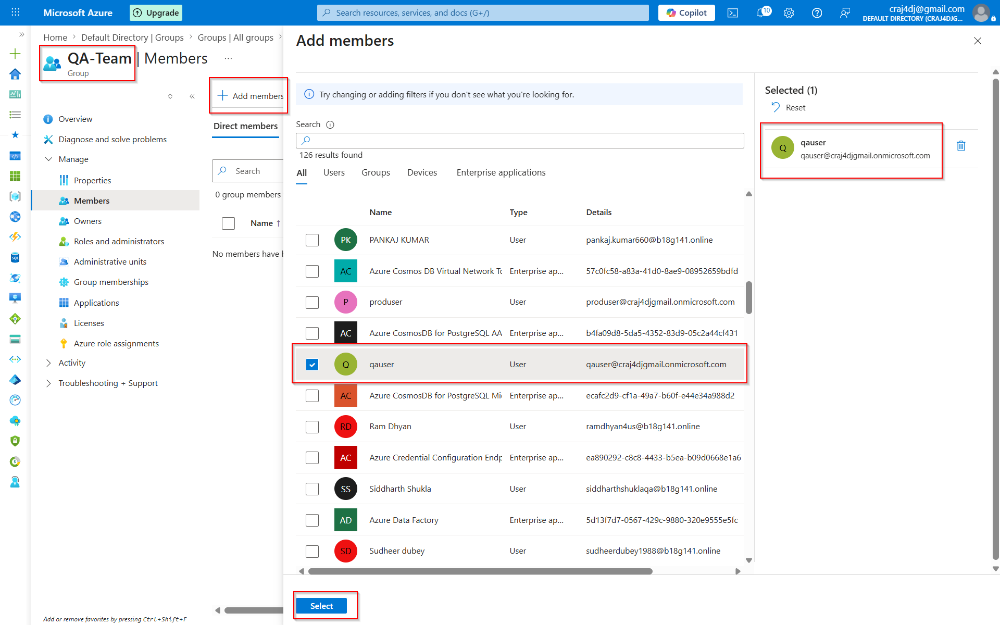 Microsoft Azure
Upgrade
Search resources, services, and docs (G+/)
Copilot
10
craj4dj@gmail.com
DEFAULT DIRECTORY (CRAJ4DJG...
Home > Default Directory | Groups > Groups | All groups >
QA-Team | Members ...
Group
Overview
Diagnose and solve problems
Manage
Properties
Members
Owners
Roles and administrators
Administrative units
Group memberships
Applications
Licenses
Azure role assignments
Activity
Troubleshooting + Support
Add or remove favorites by pressing Ctrl+Shift+F
Add members
Direct members
Search
0 group members
Name ↑
No members have b
Add members
Try changing or adding filters if you don't see what you're looking for.
Search
126 results found
All Users Groups Devices Enterprise applications
Name Type Details
PK PANKAJ KUMAR User pankaj.kumar660@b18g141.online
AC Azure Cosmos DB Virtual Network To Enterprise ap... 57c0fc58-a83a-41d0-8ae9-08952659bdfd
P produser User produser@craj4djgmail.onmicrosoft.com
AC Azure CosmosDB for PostgreSQL AA Enterprise ap... b4fa09d8-5da5-4352-83d9-05c2a44cf431
Q qauser User qauser@craj4djgmail.onmicrosoft.com
AC Azure CosmosDB for PostgreSQL Mi Enterprise ap... ecafc2d9-cf1a-49a7-b60f-e44e34a988d2
RD Ram Dhyan User ramdhyan4us@b18g141.online
AC Azure Credential Configuration Endp Enterprise ap... ea890292-c8c8-4433-b5ea-b09d0668e1a6
SS Siddharth Shukla User siddharthshuklaqa@b18g141.online
AD Azure Data Factory Enterprise ap... 5d13f7d7-0567-429c-9880-320e9555e5fc
SD Sudheer dubey User sudheerdubey1988@b18g141.online
Select
Selected (1)
Reset
Q qauser
qauser@craj4djgmail.onmicrosoft.com